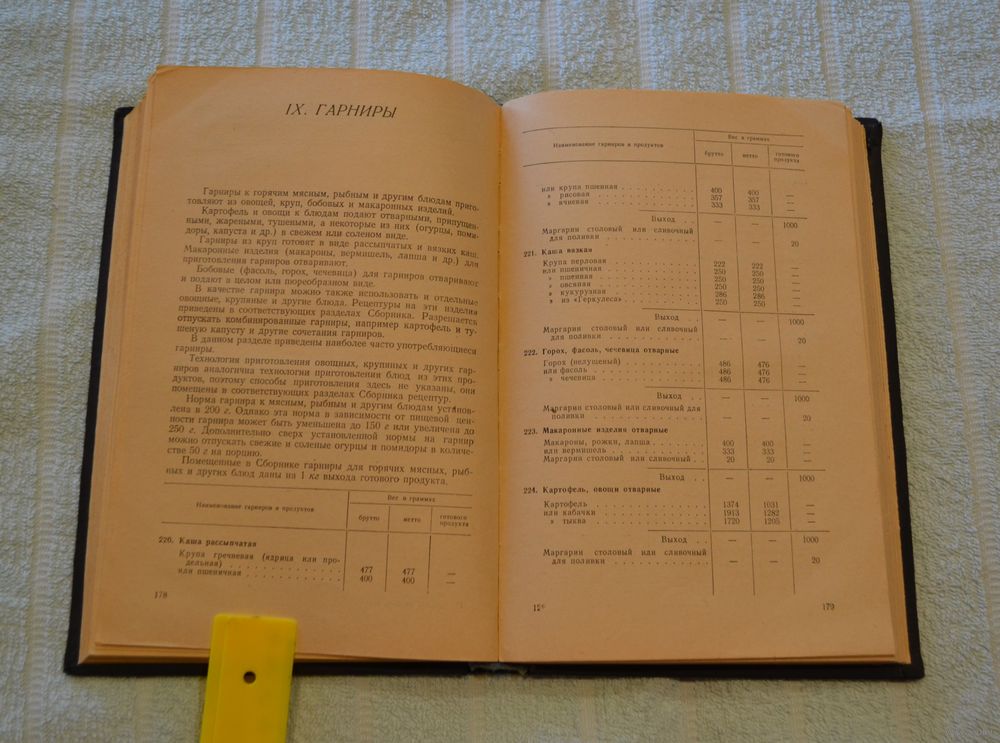 IX. ГАРНИРЫ
Гарниры к горячим мясным, рыбным и другим блюдам приго-
товляют из овощей, круп, бобовых и макаронных изделий.
Картофель и овощи к блюдам подают отварными, припущен-
ными, жареными, тушеными, а некоторые из них (огурцы, поми-
доры, капуста и др.) в свежем или соленом виде.
Гарниры из круп готовят в виде рассыпчатых и вязких каш.
Макаронные изделия (макароны, вермишель, лапша и др.) для
приготовления гарниров отваривают.
Бобовые (фасоль, горох, чечевица) для гарниров отваривают
и подают в целом или пюреобразном виде.
В качестве гарнира можно также использовать и отдельные
овощные, крупяные и другие блюда. Рецептуры на эти изделия
приведены в соответствующих разделах Сборника. Разрешается
отпускать комбинированные гарниры, например картофель и ту-
шеную капусту и другие сочетания гарниров.
В данном разделе приведены наиболее часто употребляющиеся
гарниры.
Технология приготовления овощных, крупяных и других гар-
ниров аналогична технологии приготовления блюд из этих про-
дуктов, поэтому способы приготовления здесь не указаны, они
помещены в соответствующих разделах Сборника рецептур.
Норма гарнира к мясным, рыбным и другим блюдам установ-
лена в 200 г. Однако эта норма в зависимости от пищевой цен-
ности гарнира может быть уменьшена до 150 г или увеличена до
250 г. Дополнительно сверх установленной нормы на гарнир
можно отпускать свежие и соленые огурцы и помидоры в количе-
стве 50 г на порцию.
Помещенные в Сборнике гарниры для горячих мясных, рыб-
ных и других блюд даны на 1 кг выхода готового продукта.
Наименование гарниров и продуктов
Вес в граммах
брутто нетто готового
продукта
220. Каша рассыпчатая
Крупа гречневая (ядрица или про-
дельная) . . . . . . . . . . . 477 477 —
или пшеничная . . . . . . . . . . 400 400 —
178
Наименование гарниров и продуктов
Вес в граммах
брутто нетто готового
продукта
или крупа пшенная . . . . . . . . . . 400 400 —
» рисовая . . . . . . . . . . 357 357 —
» ячневая . . . . . . . . . . 333 333 —
Выход . . — — 1000
Маргарин столовый или сливочный
для поливки . . . . . . . . . . — — 20
221. Каша вязкая
Крупа перловая . . . . . . . . . . 222 222 —
или пшеничная . . . . . . . . . . 250 250 —
» пшенная . . . . . . . . . . 250 250 —
» овсяная . . . . . . . . . . 250 250 —
» кукурузная . . . . . . . . . . 286 286 —
» из «Геркулеса» . . . . . . . . . . 250 250 —
Выход . . — — 1000
Маргарин столовый или сливочный
для поливки . . . . . . . . . . — — 20
222. Горох, фасоль, чечевица отварные
Горох (нелущеный) . . . . . . . . . . 486 476 —
или фасоль . . . . . . . . . . 486 476 —
» чечевица . . . . . . . . . . 486 476 —
Выход . . — — 1000
Маргарин столовый или сливочный для
поливки . . . . . . . . . . — — 20
223. Макаронные изделия отварные
Макароны, рожки, лапша . . . . . . . . 400 400 —
или вермишель . . . . . . . . . . 333 333 —
Маргарин столовый или сливочный . . 20 20 —
Выход . . — — 1000
224. Картофель, овощи отварные
Картофель . . . . . . . . . . 1374 1031 —
или кабачки . . . . . . . . . . 1913 1282 —
» тыква . . . . . . . . . . 1720 1205 —
Выход . . — — 1000
Маргарин столовый или сливочный
для поливки . . . . . . . . . . — — 20
12*
179